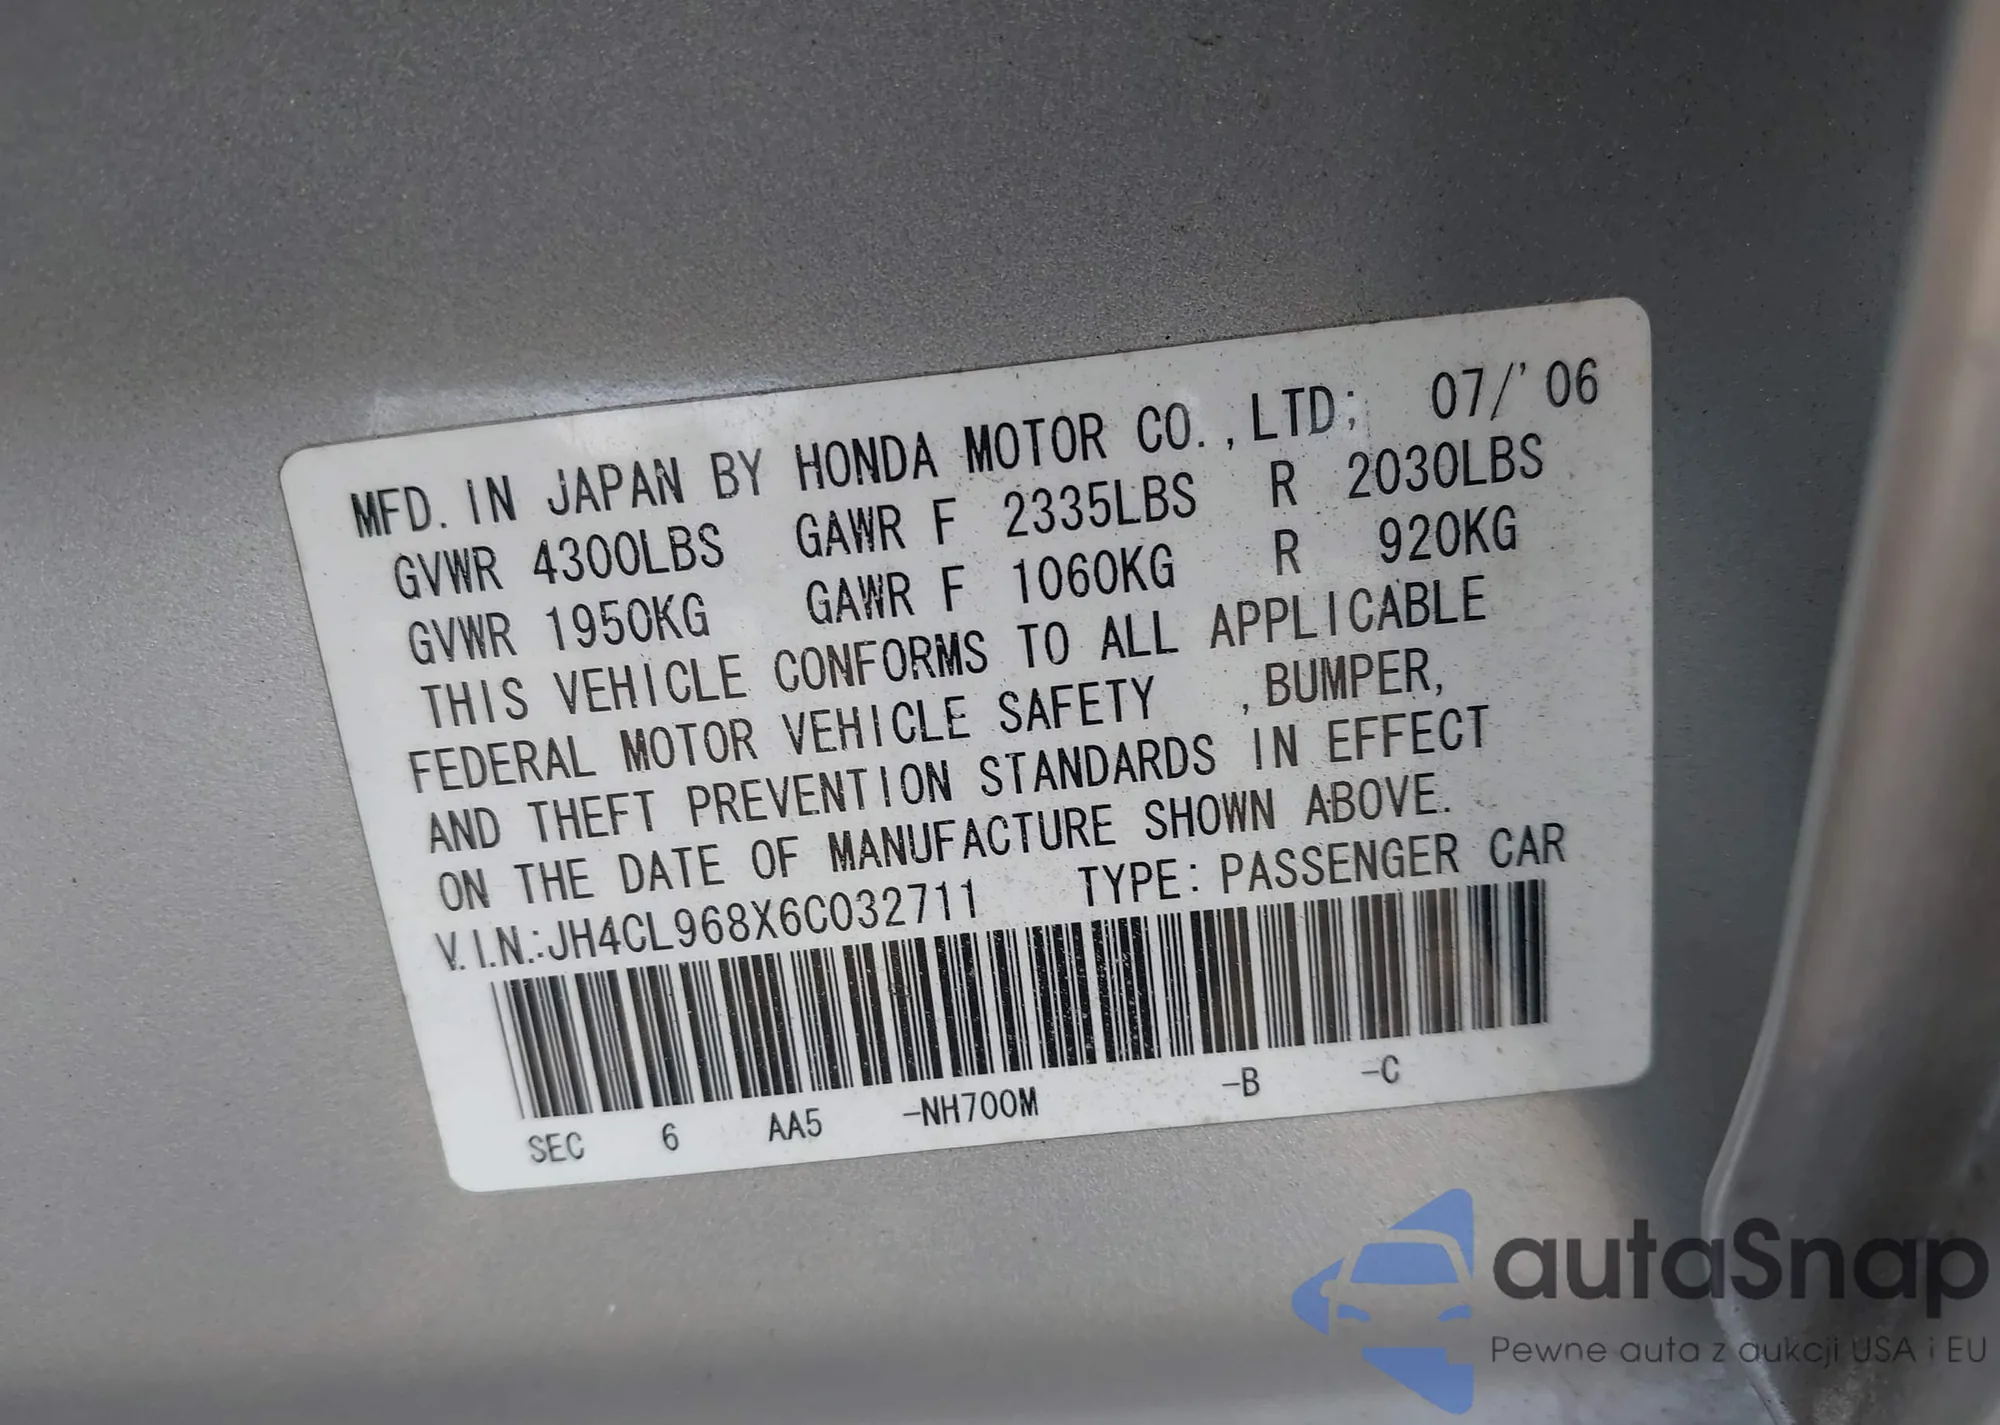 MFD. IN JAPAN BY HONDA MOTOR CO.,LTD; 07/'06
GVWR 4300LBS GAWR F 2335LBS R 2030LBS
GVWR 1950KG GAWR F 1060KG R 920KG
THIS VEHICLE CONFORMS TO ALL APPLICABLE
FEDERAL MOTOR VEHICLE SAFETY ,BUMPER,
AND THEFT PREVENTION STANDARDS IN EFFECT
ON THE DATE OF MANUFACTURE SHOWN ABOVE.
V.I.N.:JH4CL968X6C032711 TYPE: PASSENGER CAR
SEC 6 AA5 -NH700M -B -C
autaSnap
Pewne auta z aukcji USA i EU